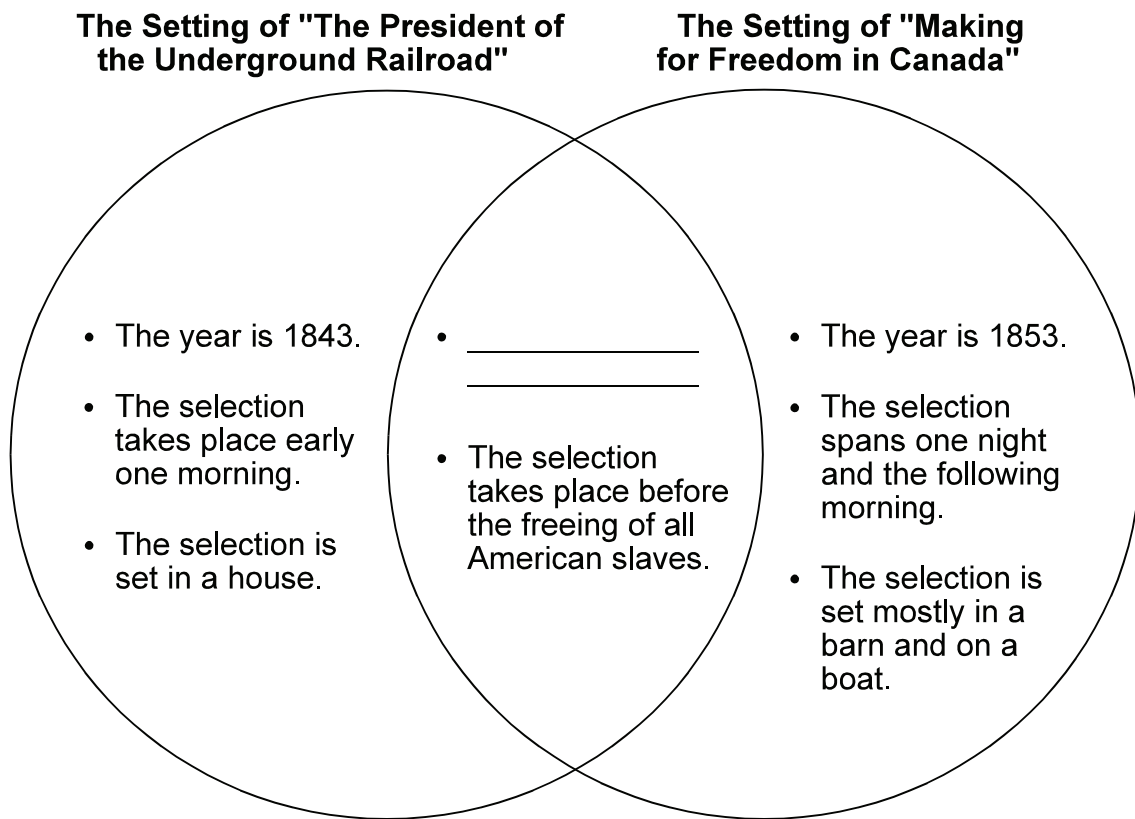 The Setting of "The President of
the Underground Railroad"
The Setting of "Making
for Freedom in Canada"
• The year is 1843.
• The selection
takes place early
one morning.
• The selection is
set in a house.
•
• The selection
takes place before
the freeing of all
American slaves.
• The year is 1853.
• The selection
spans one night
and the following
morning.
• The selection is
set mostly in a
barn and on a
boat.